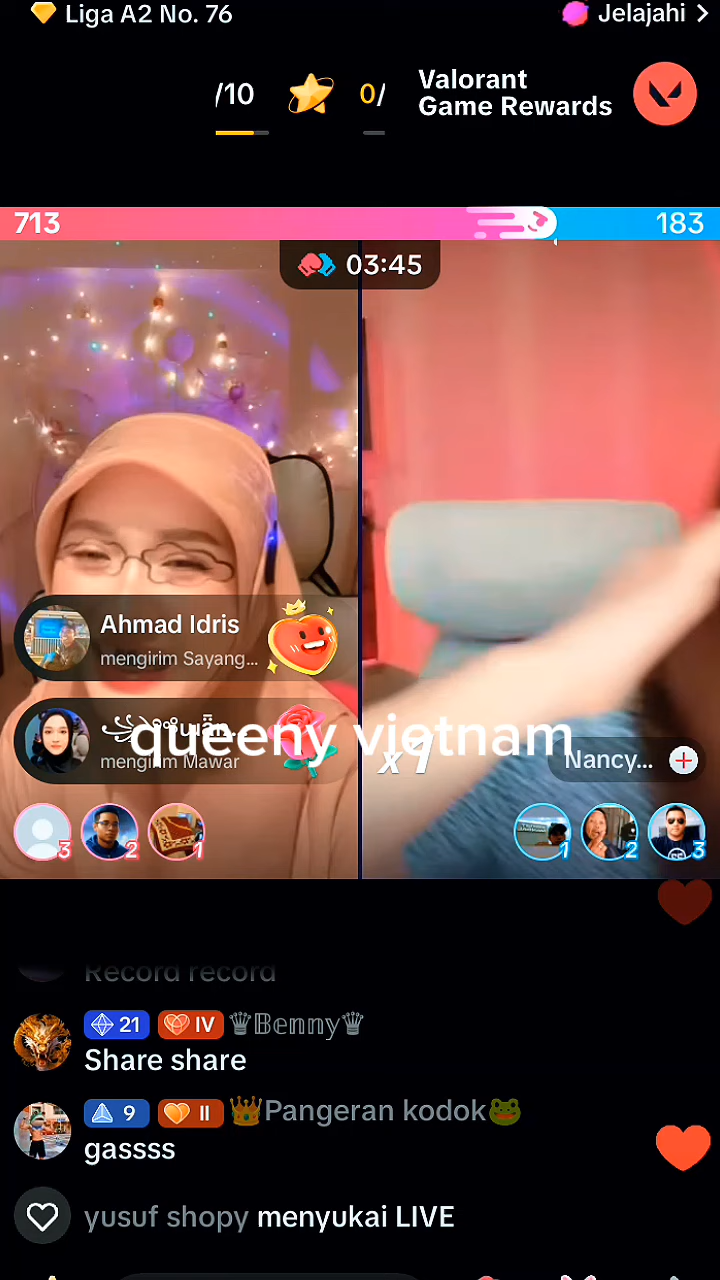 Liga A2 No. 76
Jelajahi >
/10
0/
Valorant
Game Rewards
713
183
03:45
Ahmad Idris
mengirim Sayang...
mengirim Mawar
x1
queeny vietnam
Nancy...
3
2
1
1
2
3
Record record
21 IV ♛𝔹𝕖𝕟𝕟𝕪♛
Share share
9 II 👑Pangeran kodok🐸
gassss
yusuf shopy menyukai LIVE